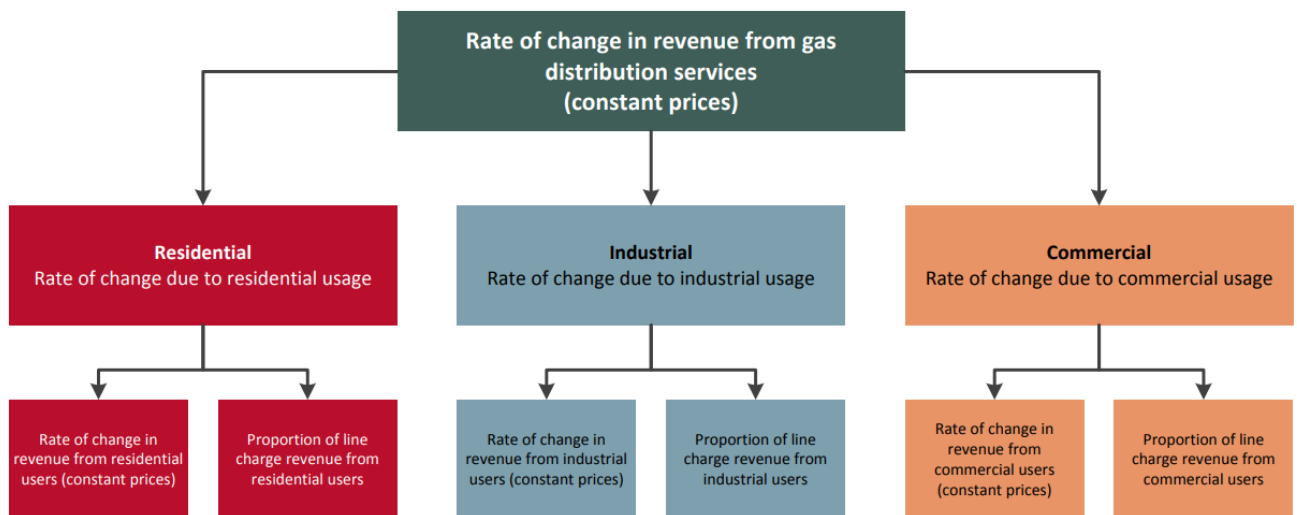 Rate of change in revenue from gas
distribution services
(constant prices)
Residential
Rate of change due to residential usage
Industrial
Rate of change due to industrial usage
Commercial
Rate of change due to commercial usage
Rate of change in
revenue from residential
users (constant prices)
Proportion of line
charge revenue from
residential users
Rate of change in
revenue from industrial
users (constant prices)
Proportion of line
charge revenue from
industrial users
Rate of change in
revenue from
commercial users
(constant prices)
Proportion of line
charge revenue from
commercial users